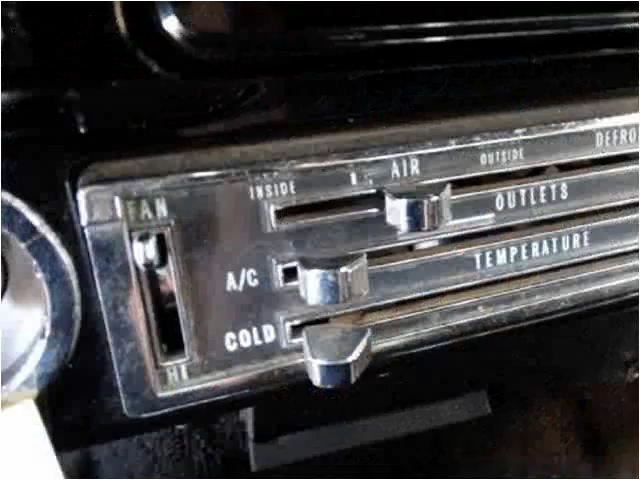 INSIDE AIR OUTSIDE DEFRO
FAN
OUTLETS
A/C TEMPERATURE
COLD
HI